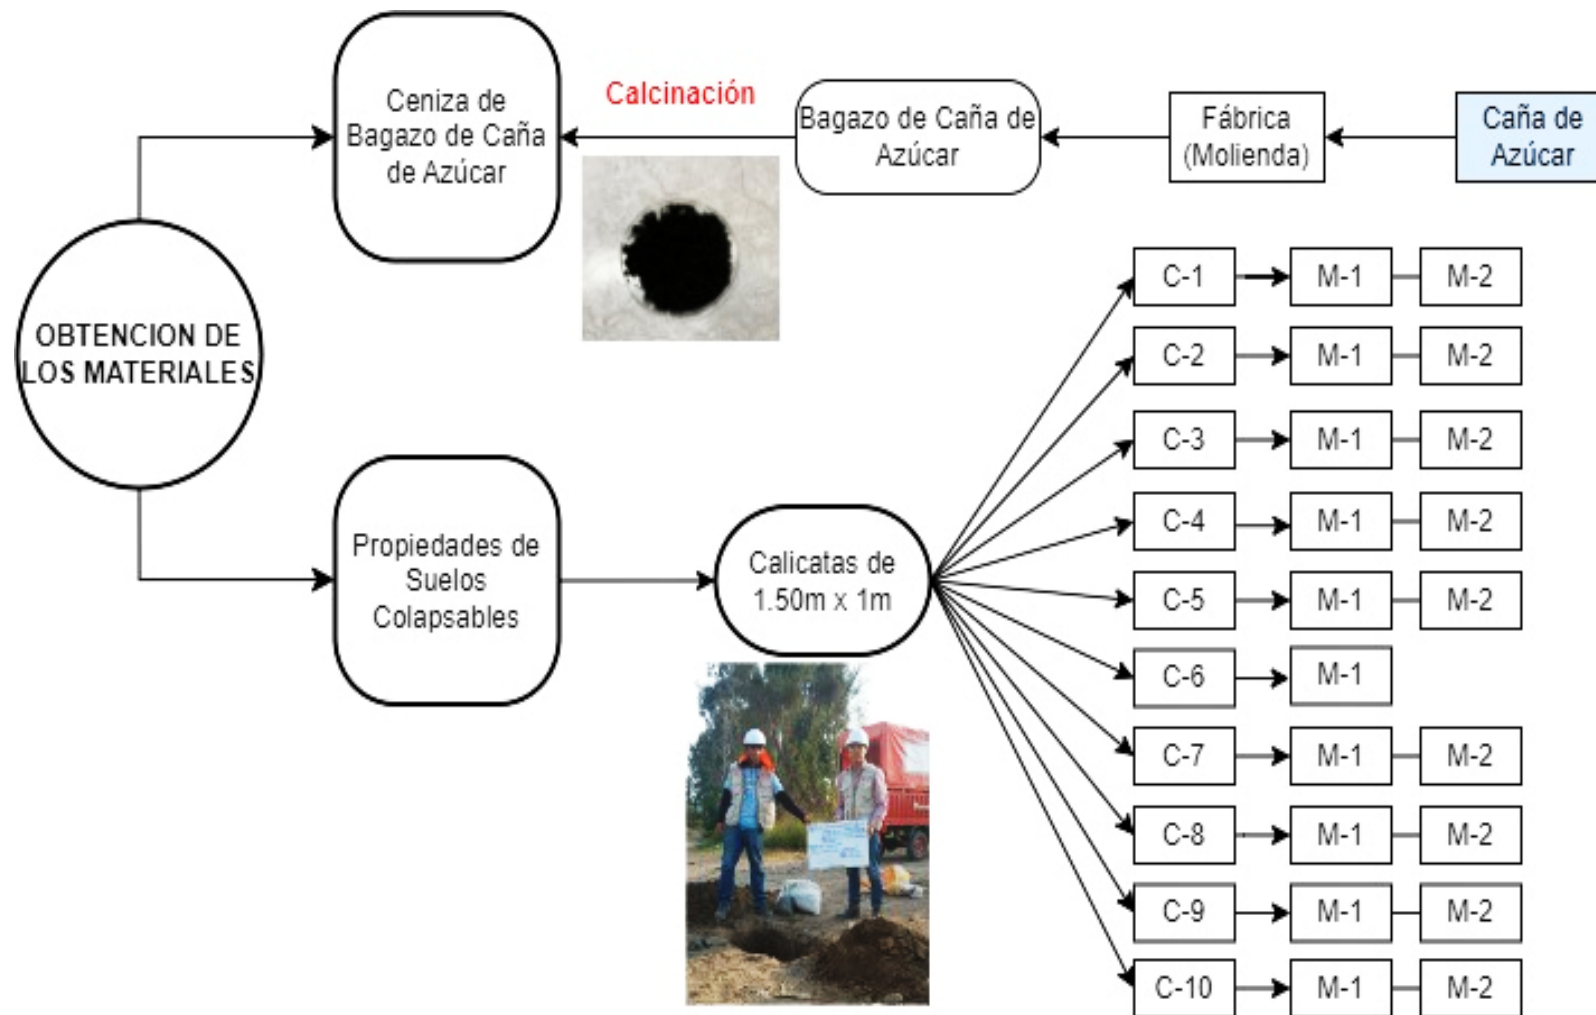 Ceniza de
Bagazo de Caña
de Azúcar
Calcinación
Bagazo de Caña de
Azúcar
Fábrica
(Molienda)
Caña de
Azúcar
OBTENCION DE
LOS MATERIALES
Propiedades de
Suelos
Colapsables
Calicatas de
1.50m x 1m
C-1 M-1 M-2
C-2 M-1 M-2
C-3 M-1 M-2
C-4 M-1 M-2
C-5 M-1 M-2
C-6 M-1
C-7 M-1 M-2
C-8 M-1 M-2
C-9 M-1 M-2
C-10 M-1 M-2